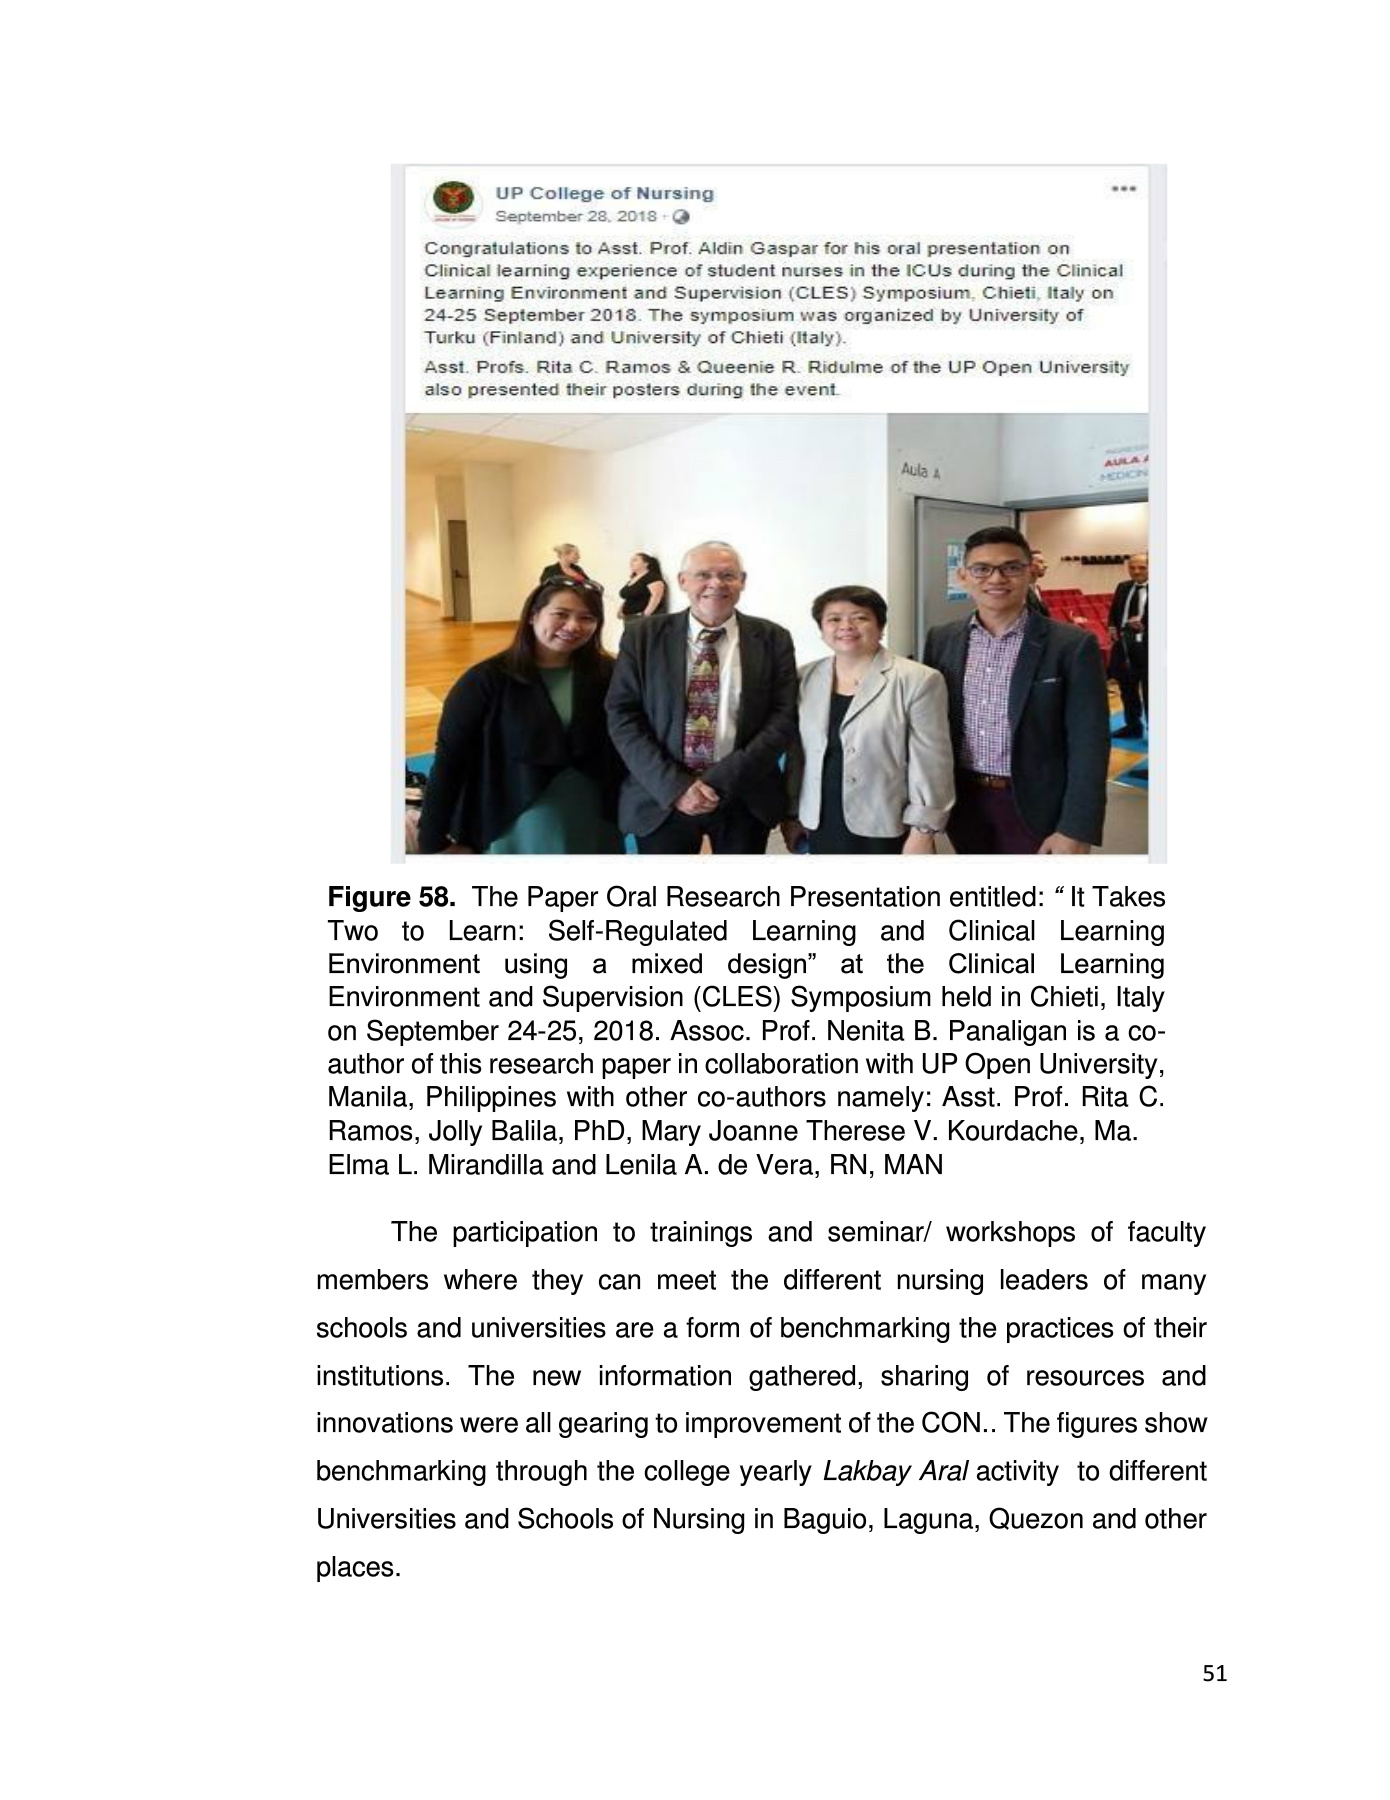 UP College of Nursing
September 28, 2018 ·
Congratulations to Asst. Prof. Aldin Gaspar for his oral presentation on
Clinical learning experience of student nurses in the ICUs during the Clinical
Learning Environment and Supervision (CLES) Symposium, Chieti, Italy on
24-25 September 2018. The symposium was organized by University of
Turku (Finland) and University of Chieti (Italy).
Asst. Profs. Rita C. Ramos & Queenie R. Ridulme of the UP Open University
also presented their posters during the event.
Aula A
AULA A
MEDICIN
Figure 58. The Paper Oral Research Presentation entitled: “ It Takes
Two to Learn: Self-Regulated Learning and Clinical Learning
Environment using a mixed design” at the Clinical Learning
Environment and Supervision (CLES) Symposium held in Chieti, Italy
on September 24-25, 2018. Assoc. Prof. Nenita B. Panaligan is a co-
author of this research paper in collaboration with UP Open University,
Manila, Philippines with other co-authors namely: Asst. Prof. Rita C.
Ramos, Jolly Balila, PhD, Mary Joanne Therese V. Kourdache, Ma.
Elma L. Mirandilla and Lenila A. de Vera, RN, MAN
The participation to trainings and seminar/ workshops of faculty
members where they can meet the different nursing leaders of many
schools and universities are a form of benchmarking the practices of their
institutions. The new information gathered, sharing of resources and
innovations were all gearing to improvement of the CON.. The figures show
benchmarking through the college yearly Lakbay Aral activity to different
Universities and Schools of Nursing in Baguio, Laguna, Quezon and other
places.
51